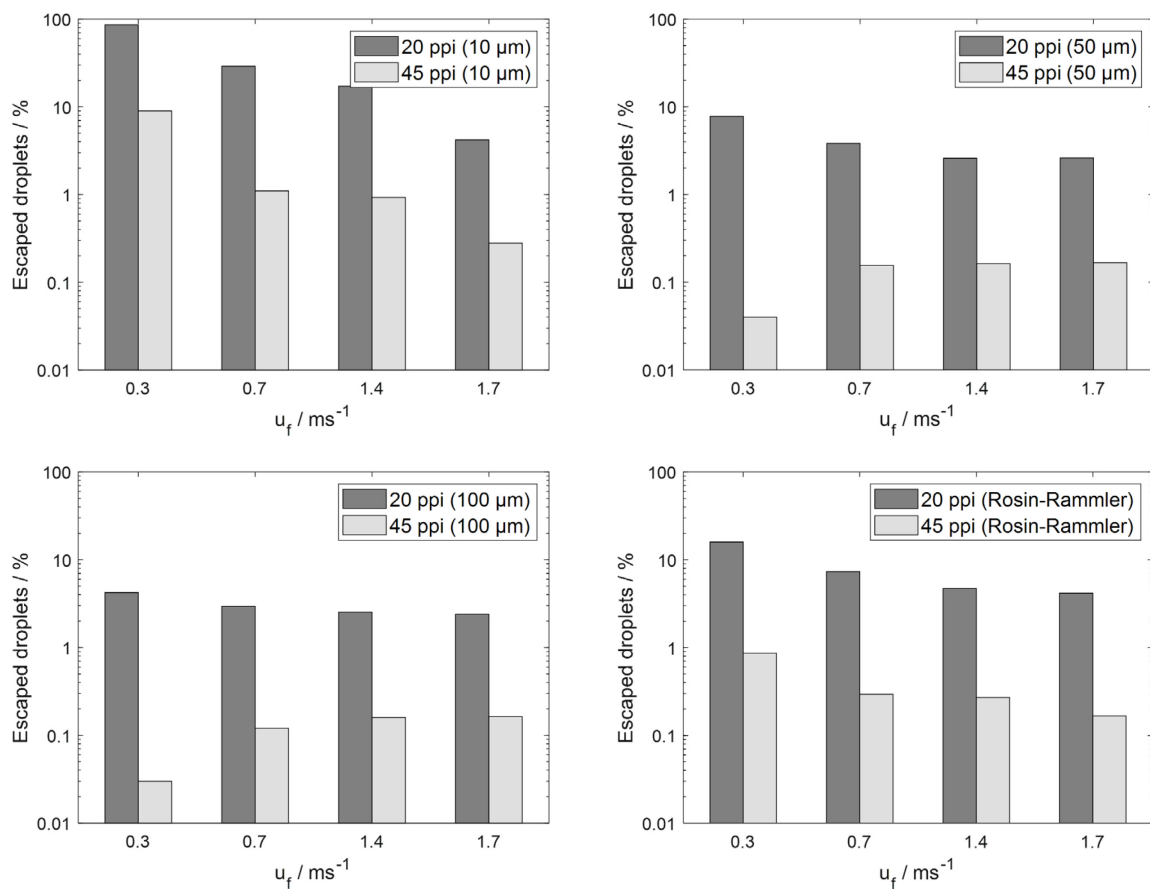 100
10
1
0.1
0.01
Escaped droplets / %
20 ppi (10 µm)
45 ppi (10 µm)
0.3 0.7 1.4 1.7
u_f / ms⁻¹
100
10
1
0.1
0.01
Escaped droplets / %
20 ppi (50 µm)
45 ppi (50 µm)
0.3 0.7 1.4 1.7
u_f / ms⁻¹
100
10
1
0.1
0.01
Escaped droplets / %
20 ppi (100 µm)
45 ppi (100 µm)
0.3 0.7 1.4 1.7
u_f / ms⁻¹
100
10
1
0.1
0.01
Escaped droplets / %
20 ppi (Rosin-Rammler)
45 ppi (Rosin-Rammler)
0.3 0.7 1.4 1.7
u_f / ms⁻¹